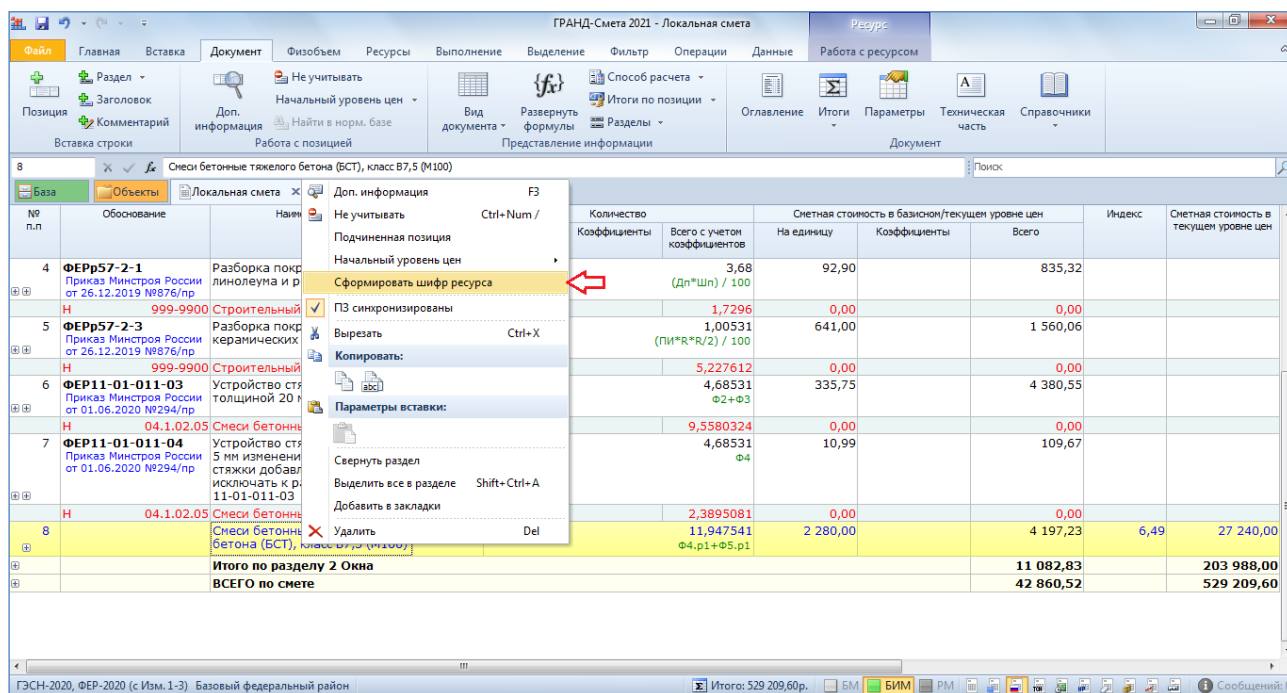 ГРАНД-Смета 2021 - Локальная смета
Ресурс
Файл Главная Вставка Документ Физобъем Ресурсы Выполнение Выделение Фильтр Операции Данные Работа с ресурсом
Позиция
Раздел
Заголовок
Комментарий
Вставка строки
Доп. информация
Не учитывать
Начальный уровень цен
Найти в норм. базе
Работа с позицией
Вид документа
Развернуть формулы
Способ расчета
Итоги по позиции
Разделы
Представление информации
Оглавление
Итоги
Параметры
Техническая часть
Справочники
Документ
8 fx Смеси бетонные тяжелого бетона (БСТ), класс В7,5 (М100) Поиск
База Объекты Локальная смета
№ п.п Обоснование Количество Сметная стоимость в базисном/текущем уровне цен Индекс Сметная стоимость в текущем уровне цен
Коэффициенты Всего с учетом коэффициентов На единицу Коэффициенты Всего
4 ФЕРр57-2-1 Разборка 3,68 92,90 835,32
Приказ Минстроя России линолеума и (Дп*Шп) / 100
от 26.12.2019 №876/пр
Н 999-9900 Строительный 1,7296 0,00 0,00
5 ФЕРр57-2-3 Разборка 1,00531 641,00 1 560,06
Приказ Минстроя России керамических (ПИ*R*R/2) / 100
от 26.12.2019 №876/пр
Н 999-9900 Строительный 5,227612 0,00 0,00
6 ФЕР11-01-011-03 Устройство 4,68531 335,75 4 380,55
Приказ Минстроя России толщиной 20 Ф2+Ф3
от 01.06.2020 №294/пр
Н 04.1.02.05 Смеси 9,5580324 0,00 0,00
7 ФЕР11-01-011-04 Устройство 4,68531 10,99 109,67
Приказ Минстроя России 5 мм Ф4
от 01.06.2020 №294/пр стяжки
исключать к
11-01-011-03
Н 04.1.02.05 Смеси 2,3895081 0,00 0,00
8 Смеси 11,947541 2 280,00 4 197,23 6,49 27 240,00
бетона (БСТ), класс В7,5 (М100) Ф4.р1+Ф5.р1
Итого по разделу 2 Окна 11 082,83 203 988,00
ВСЕГО по смете 42 860,52 529 209,60
Доп. информация F3
Не учитывать Ctrl+Num /
Подчиненная позиция
Начальный уровень цен
Сформировать шифр ресурса
ПЗ синхронизированы
Вырезать Ctrl+X
Копировать:
abc
Параметры вставки:
Свернуть раздел
Выделить все в разделе Shift+Ctrl+A
Добавить в закладки
Удалить Del
ГЭСН-2020, ФЕР-2020 (с Изм. 1-3) Базовый федеральный район Итого: 529 209,60р. БМ БИМ РМ Сообщений: